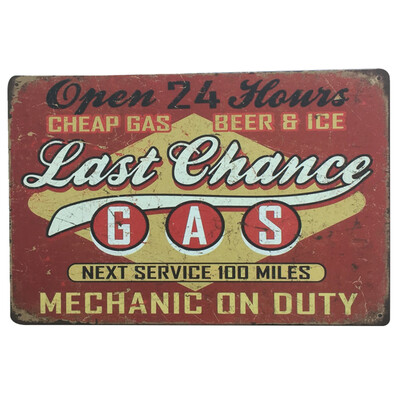 Open 24 Hours
CHEAP GAS BEER & ICE
Last Chance
GAS
NEXT SERVICE 100 MILES
MECHANIC ON DUTY